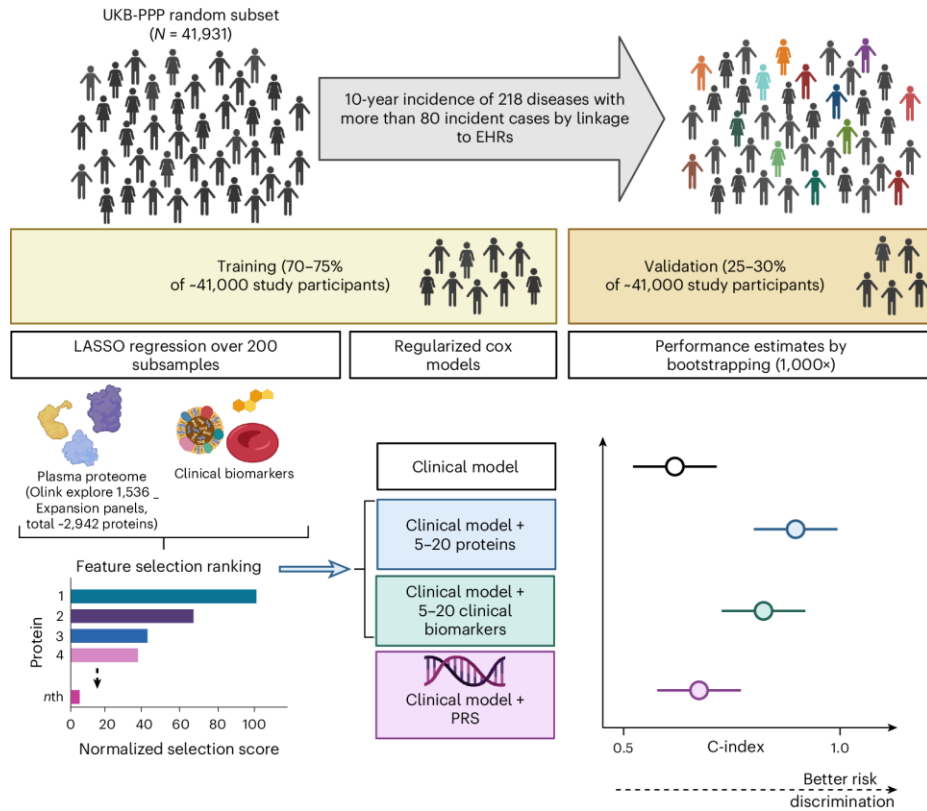 UKB-PPP random subset
(N = 41,931)
10-year incidence of 218 diseases with
more than 80 incident cases by linkage
to EHRs
Training (70–75%
of ~41,000 study participants)
Validation (25–30%
of ~41,000 study participants)
LASSO regression over 200
subsamples
Regularized cox
models
Performance estimates by
bootstrapping (1,000×)
Plasma proteome
(Olink explore 1,536 _
Expansion panels,
total ~2,942 proteins)
Clinical biomarkers
Feature selection ranking
Protein
1
2
3
4
nth
0 20 40 60 80 100
Normalized selection score
Clinical model
Clinical model +
5–20 proteins
Clinical model +
5–20 clinical
biomarkers
Clinical model +
PRS
0.5 C-index 1.0
Better risk
discrimination